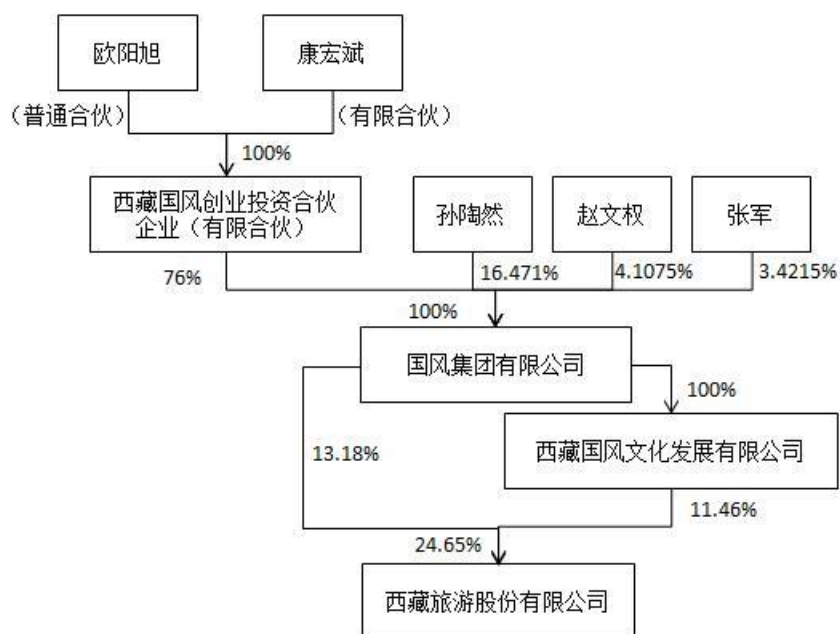 欧阳旭
康宏斌
（普通合伙）
（有限合伙）
100%
西藏国风创业投资合伙
企业（有限合伙）
孙陶然
赵文权
张军
76%
16.471%
4.1075%
3.4215%
100%
国风集团有限公司
100%
13.18%
西藏国风文化发展有限公司
11.46%
24.65%
西藏旅游股份有限公司